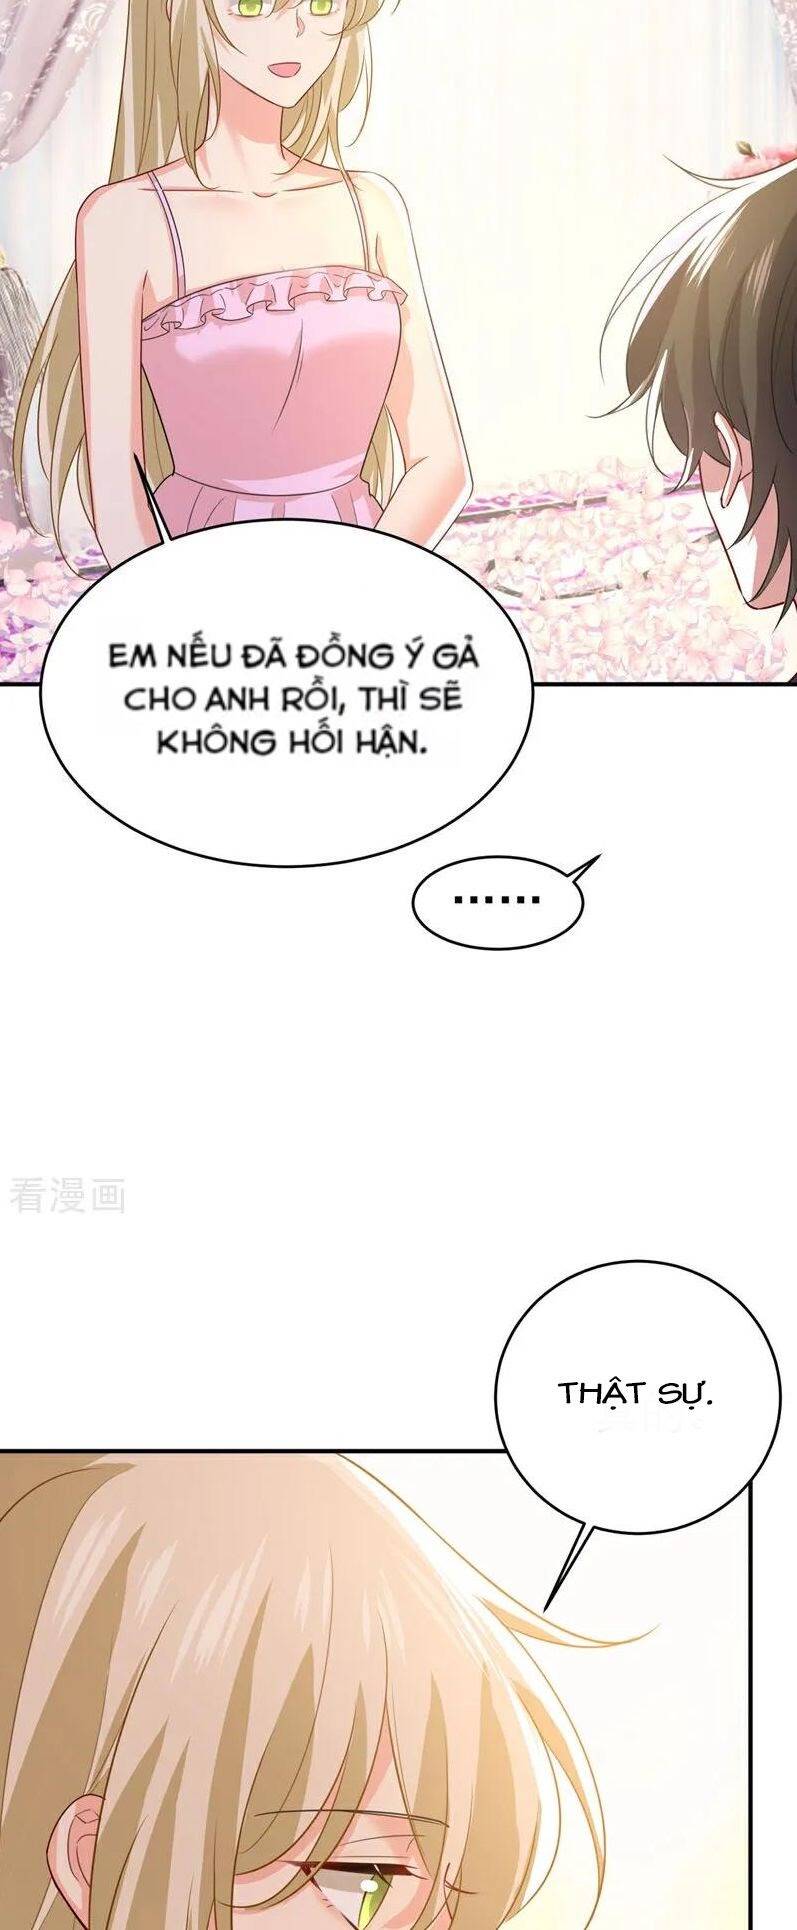 EM NẾU ĐÃ ĐỒNG Ý GẢ
CHO ANH RỒI, THÌ SẼ
KHÔNG HỐI HẬN.
......
看漫画
THẬT SỰ.